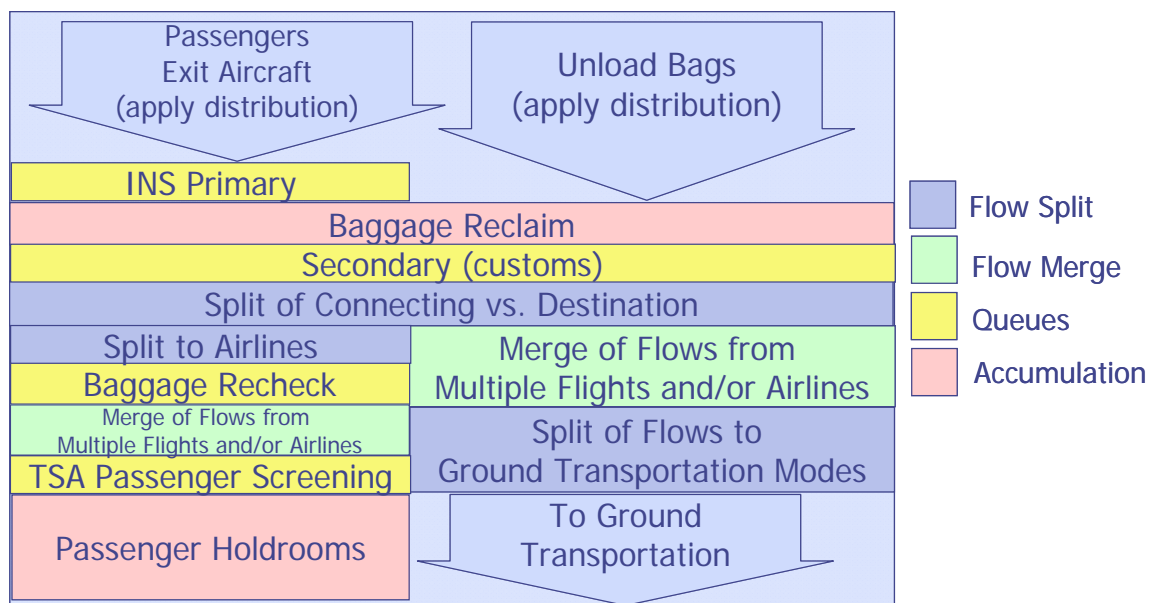 Passengers
Exit Aircraft
(apply distribution)
Unload Bags
(apply distribution)
INS Primary
Baggage Reclaim
Secondary (customs)
Split of Connecting vs. Destination
Split to Airlines
Baggage Recheck
Merge of Flows from
Multiple Flights and/or Airlines
TSA Passenger Screening
Passenger Holdrooms
Merge of Flows from
Multiple Flights and/or Airlines
Split of Flows to
Ground Transportation Modes
To Ground
Transportation
Flow Split
Flow Merge
Queues
Accumulation